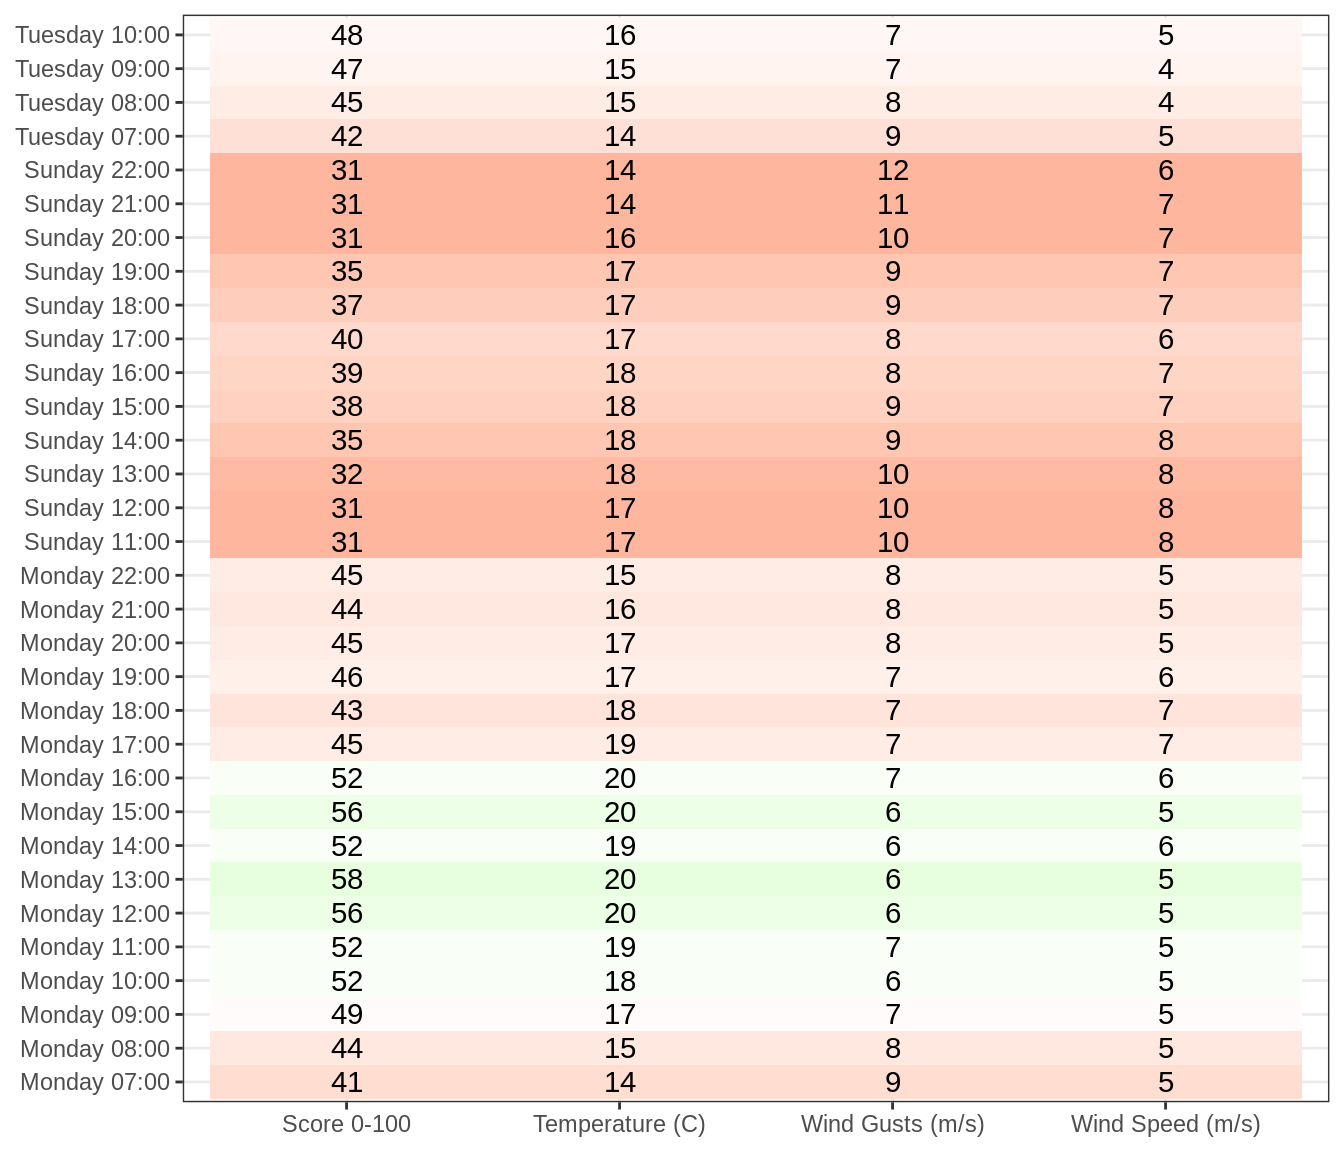 Tuesday 10:00 48 16 7 5
Tuesday 09:00 47 15 7 4
Tuesday 08:00 45 15 8 4
Tuesday 07:00 42 14 9 5
Sunday 22:00 31 14 12 6
Sunday 21:00 31 14 11 7
Sunday 20:00 31 16 10 7
Sunday 19:00 35 17 9 7
Sunday 18:00 37 17 9 7
Sunday 17:00 40 17 8 6
Sunday 16:00 39 18 8 7
Sunday 15:00 38 18 9 7
Sunday 14:00 35 18 9 8
Sunday 13:00 32 18 10 8
Sunday 12:00 31 17 10 8
Sunday 11:00 31 17 10 8
Monday 22:00 45 15 8 5
Monday 21:00 44 16 8 5
Monday 20:00 45 17 8 5
Monday 19:00 46 17 7 6
Monday 18:00 43 18 7 7
Monday 17:00 45 19 7 7
Monday 16:00 52 20 7 6
Monday 15:00 56 20 6 5
Monday 14:00 52 19 6 6
Monday 13:00 58 20 6 5
Monday 12:00 56 20 6 5
Monday 11:00 52 19 7 5
Monday 10:00 52 18 6 5
Monday 09:00 49 17 7 5
Monday 08:00 44 15 8 5
Monday 07:00 41 14 9 5
Score 0-100 Temperature (C) Wind Gusts (m/s) Wind Speed (m/s)